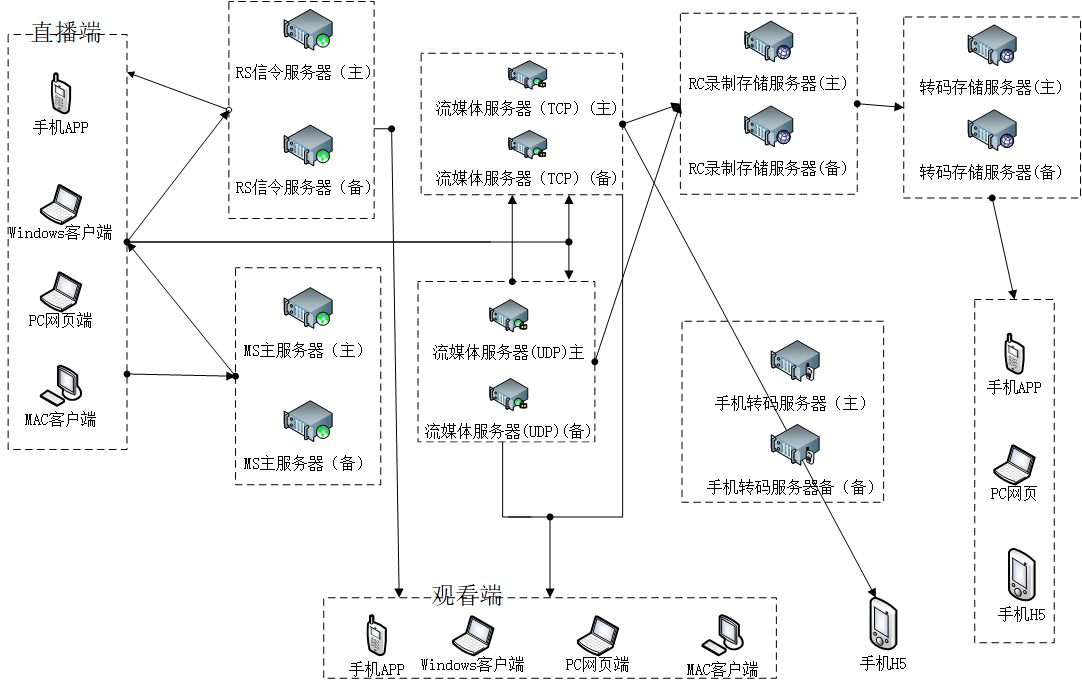 直播端
手机APP
Windows客户端
PC网页端
MAC客户端
RS信令服务器（主）
RS信令服务器（备）
MS主服务器（主）
MS主服务器（备）
流媒体服务器（TCP）(主)
流媒体服务器（TCP）(备)
流媒体服务器(UDP)主
流媒体服务器(UDP)(备)
RC录制存储服务器(主)
RC录制存储服务器(备)
转码存储服务器(主)
转码存储服务器(备)
手机转码服务器（主）
手机转码服务器备（备）
手机APP
PC网页
手机H5
观看端
手机APP
Windows客户端
PC网页端
MAC客户端
手机H5